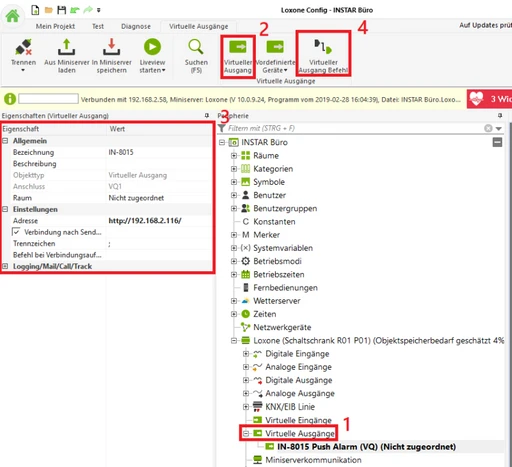 Loxone Config - INSTAR Büro
Mein Projekt Test Diagnose Virtuelle Ausgänge
Auf Updates prüf
2
4
Trennen
Aus Miniserver laden
In Miniserver speichern
Liveview starten
Suchen (F5)
Virtueller Ausgang
Vordefinierte Geräte
Virtueller Ausgang Befehl
Virtuelle Ausgänge
Verbunden mit 192.168.2.58, Miniserver: Loxone (V 10.0.9.24, Programm vom 2019-02-28 16:04:39), Datei: INSTAR Büro.Loxo...
3 Wid
Eigenschaften (Virtueller Ausgang)
3
Eigenschaft Wert
Allgemein
Bezeichnung IN-8015
Beschreibung
Objekttyp Virtueller Ausgang
Anschluss VQ1
Raum Nicht zugeordnet
Einstellungen
Adresse http://192.168.2.116/
Verbindung nach Send...
Trennzeichen ;
Befehl bei Verbindungsauf...
Logging/Mail/Call/Track
Peripherie
Filtern mit (STRG + F)
INSTAR Büro
Räume
Kategorien
Symbole
Benutzer
Benutzergruppen
Konstanten
Merker
Systemvariablen
Betriebsmodi
Betriebszeiten
Fernbedienungen
Wetterserver
Zeiten
Netzwerkgeräte
Loxone (Schaltschrank R01 P01) (Objektspeicherbedarf geschätzt 4%
Digitale Eingänge
Analoge Eingänge
Digitale Ausgänge
Analoge Ausgänge
KNX/EIB Linie
Virtuelle Eingänge
Virtuelle Ausgänge
1
IN-8015 Push Alarm (VQ) (Nicht zugeordnet)
Miniserverkommunikation